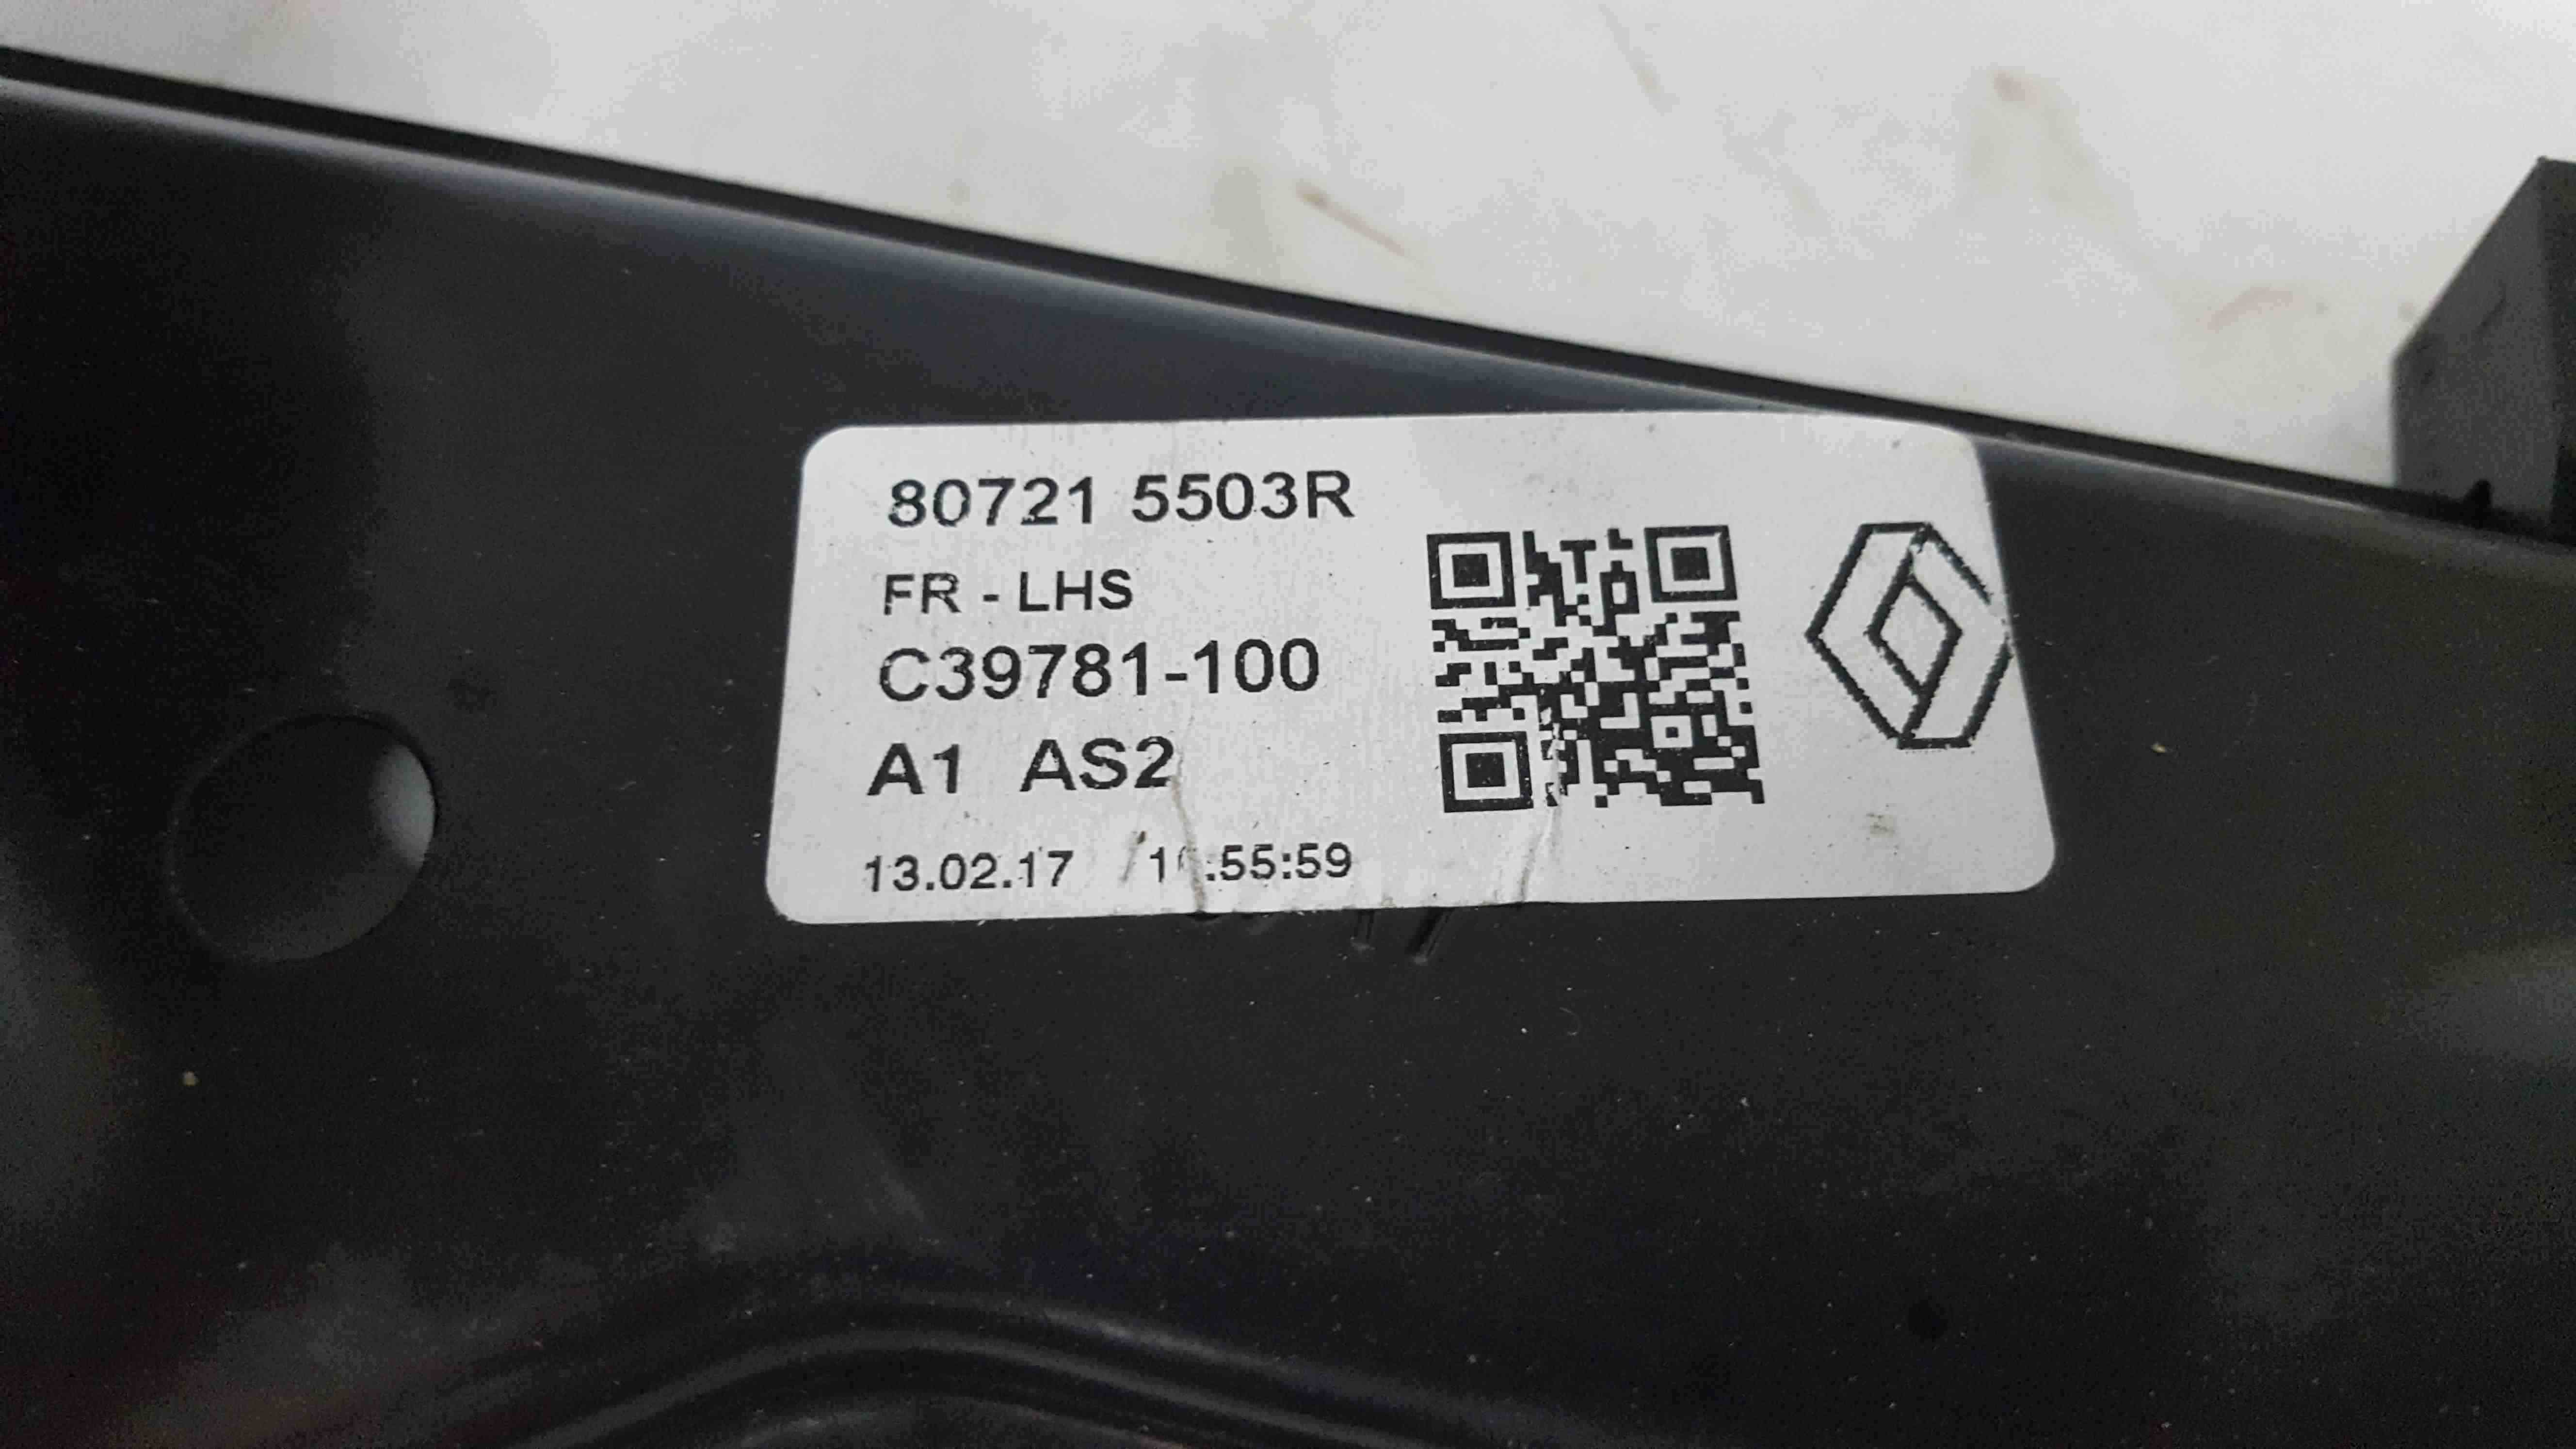 80721 5503R
FR - LHS
C39781-100
A1 AS2
13.02.17